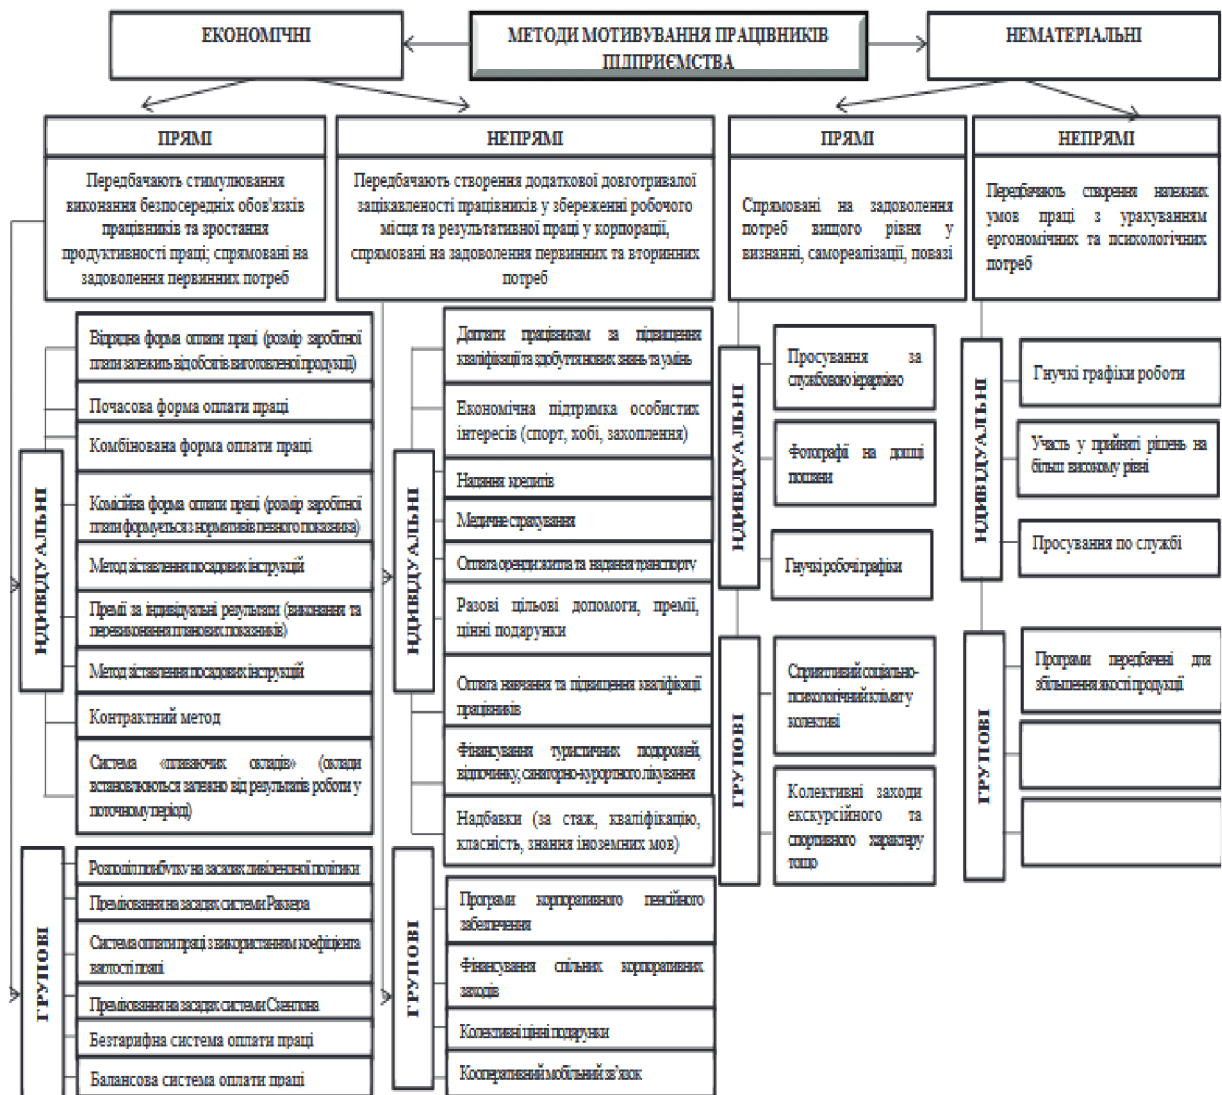 ЕКОНОМІЧНІ
МЕТОДИ МОТИВУВАННЯ ПРАЦІВНИКІВ
ПІДПРИЄМСТВА
НЕМАТЕРІАЛЬНІ
ПРЯМІ
Передбачають стимулювання
виконання безпосередніх обов'язків
працівників та зростання
продуктивності праці; спрямовані на
задоволення первинних потреб
НЕПРЯМІ
Передбачають створення додаткової довготривалої
зацікавленості працівників у збереженні робочого
місця та результативної праці у корпорації,
спрямовані на задоволення первинних та вторинних
потреб
ПРЯМІ
Спрямовані на задоволення
потреб вищого рівня у
визнанні, самореалізації, повазі
НЕПРЯМІ
Передбачають створення належних
умов праці з урахуванням
ергономічних та психологічних
потреб
НДИВІДУАЛЬНІ
Відрядна форма оплати праці (розмір заробітної
плати залежить від обсягів виготовленої продукції)
Почасова форма оплати праці
Комбінована форма оплати праці
Комісійна форма оплати праці (розмір заробітної
плати формується з нормативів певного показника)
Метод зіставлення посадових інструкцій
Премії за індивідуальні результати (виконання та
перевиконання планових показників)
Метод зіставлення посадових інструкцій
Контрактний метод
Система «плаваючих окладів» (оклади
встановлюються залежно від результатів роботи у
поточному періоді)
ГРУПОВІ
Розподіл прибутку на засадах дивідендної політики
Преміювання на засадах системи Раккера
Система оплати праці з використанням коефіцієнта
вартості праці
Преміювання на засадах системи Скенлона
Безтарифна система оплати праці
Балансова система оплати праці
НДИВІДУАЛЬНІ
Доплати працівникам за підвищення
кваліфікації та здобуття нових знань та умінь
Економічна підтримка особистих
інтересів (спорт, хобі, захоплення)
Надання кредитів
Медичне страхування
Оплата оренди житла та надання транспорту
Разові цільові допомоги, премії,
цінні подарунки
Оплата навчання та підвищення кваліфікації
працівників
Фінансування туристичних подорожей,
відпочинку, санаторно-курортного лікування
Надбавки (за стаж, кваліфікацію,
класність, знання іноземних мов)
ГРУПОВІ
Програми корпоративного пенсійного
забезпечення
Фінансування спільних корпоративних
заходів
Колективні цінні подарунки
Кооперативний мобільний зв'язок
НДИВІДУАЛЬНІ
Просування за
службовою ієрархією
Фотографії на дошці
пошани
Гнучкі робочі графіки
ГРУПОВІ
Сприятливий соціально-
психологічний клімат у
колективі
Колективні заходи
екскурсійного та
спортивного характеру
тощо
НДИВІДУАЛЬНІ
Гнучкі графіки роботи
Участь у прийняті рішень на
більш високому рівні
Просування по службі
ГРУПОВІ
Програми передбачені для
збільшення якості продукції